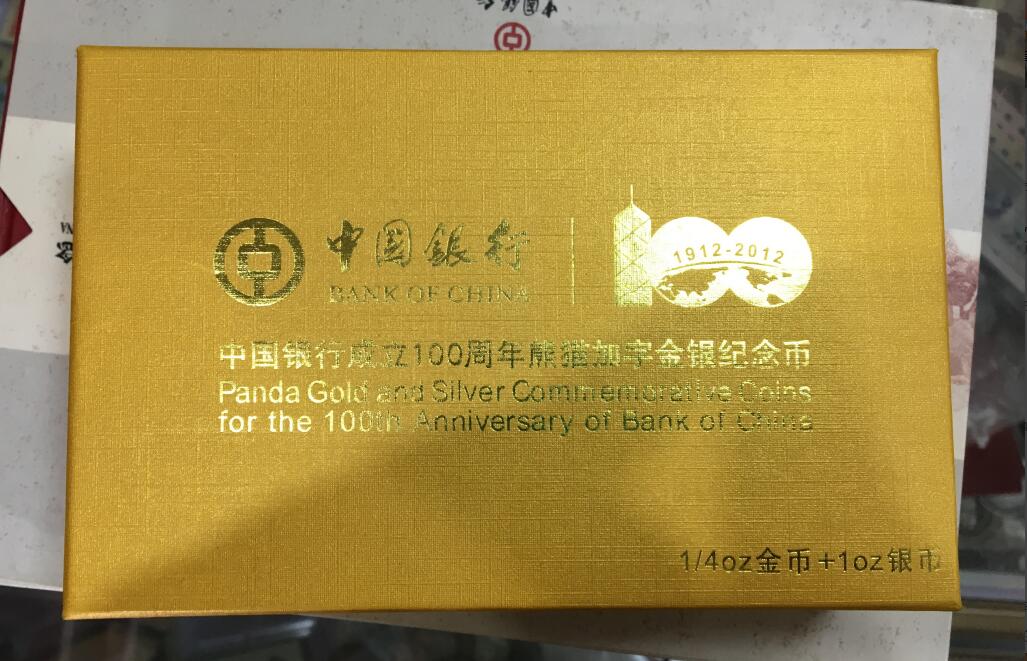 中国銀行
BANK OF CHINA
1912-2012
中国银行成立100周年熊猫加字金银纪念币
Panda Gold and Silver Commemorative Coins
for the 100th Anniversary of Bank of China
1/4oz金币+1oz银币